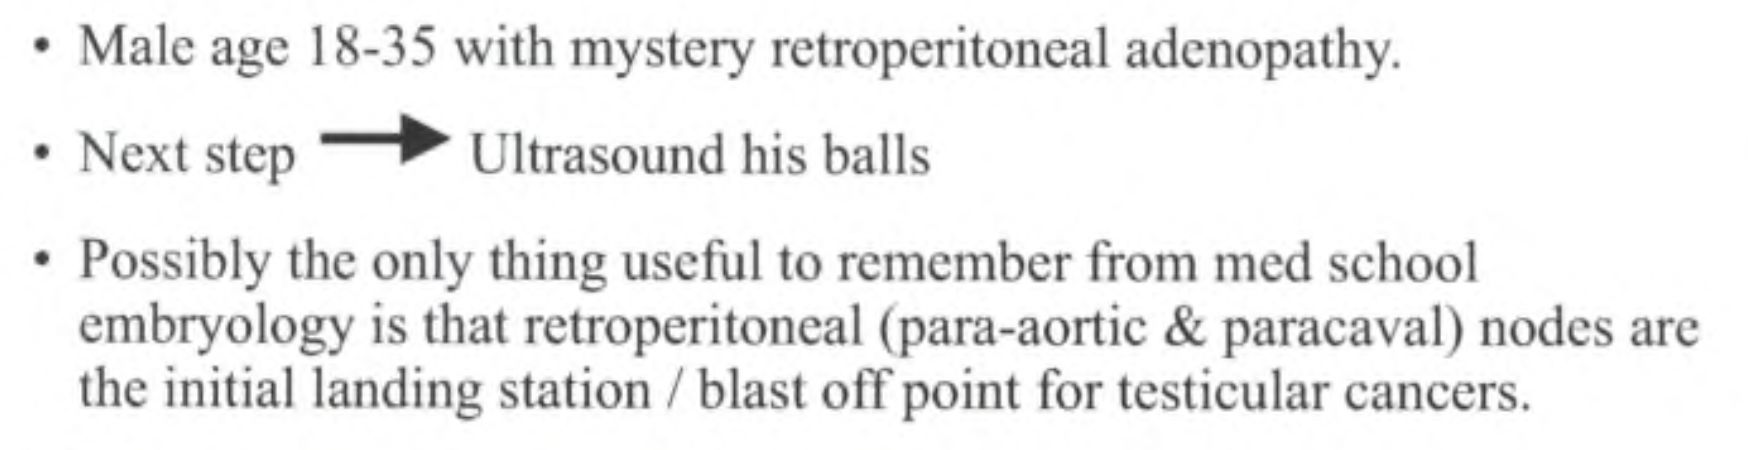 • Male age 18-35 with mystery retroperitoneal adenopathy.
• Next step → Ultrasound his balls
• Possibly the only thing useful to remember from med school
embryology is that retroperitoneal (para-aortic & paracaval) nodes are
the initial landing station / blast off point for testicular cancers.